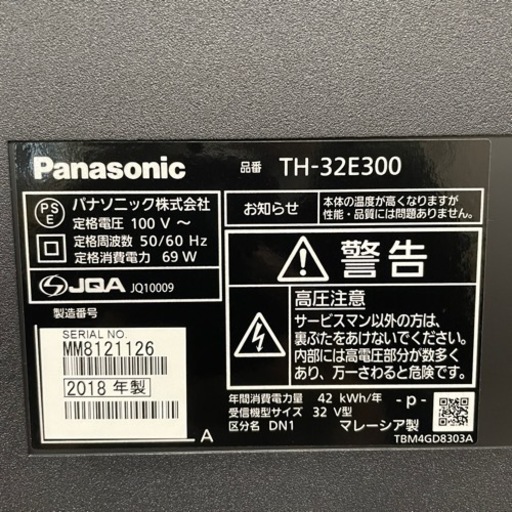 Panasonic
品番 TH-32E300
PS
E
パナソニック株式会社
定格電圧 100 V ～
定格周波数 50/60 Hz
定格消費電力 69 W
JQA JQ10009
製造番号
SERIAL NO.
MM8121126
2018 年製
A
お知らせ
本体の温度が高くなりますが
性能・品質には問題ありません。
警告
高圧注意
サービスマン以外の方は、
裏ぶたをあけないでください。
内部には高電圧部分が数多く
あり、万一さわると危険です。
年間消費電力量 42 kWh/年
受信機型サイズ 32 V型
区分名 DN1
- p -
マレーシア製
TBM4GD8303A